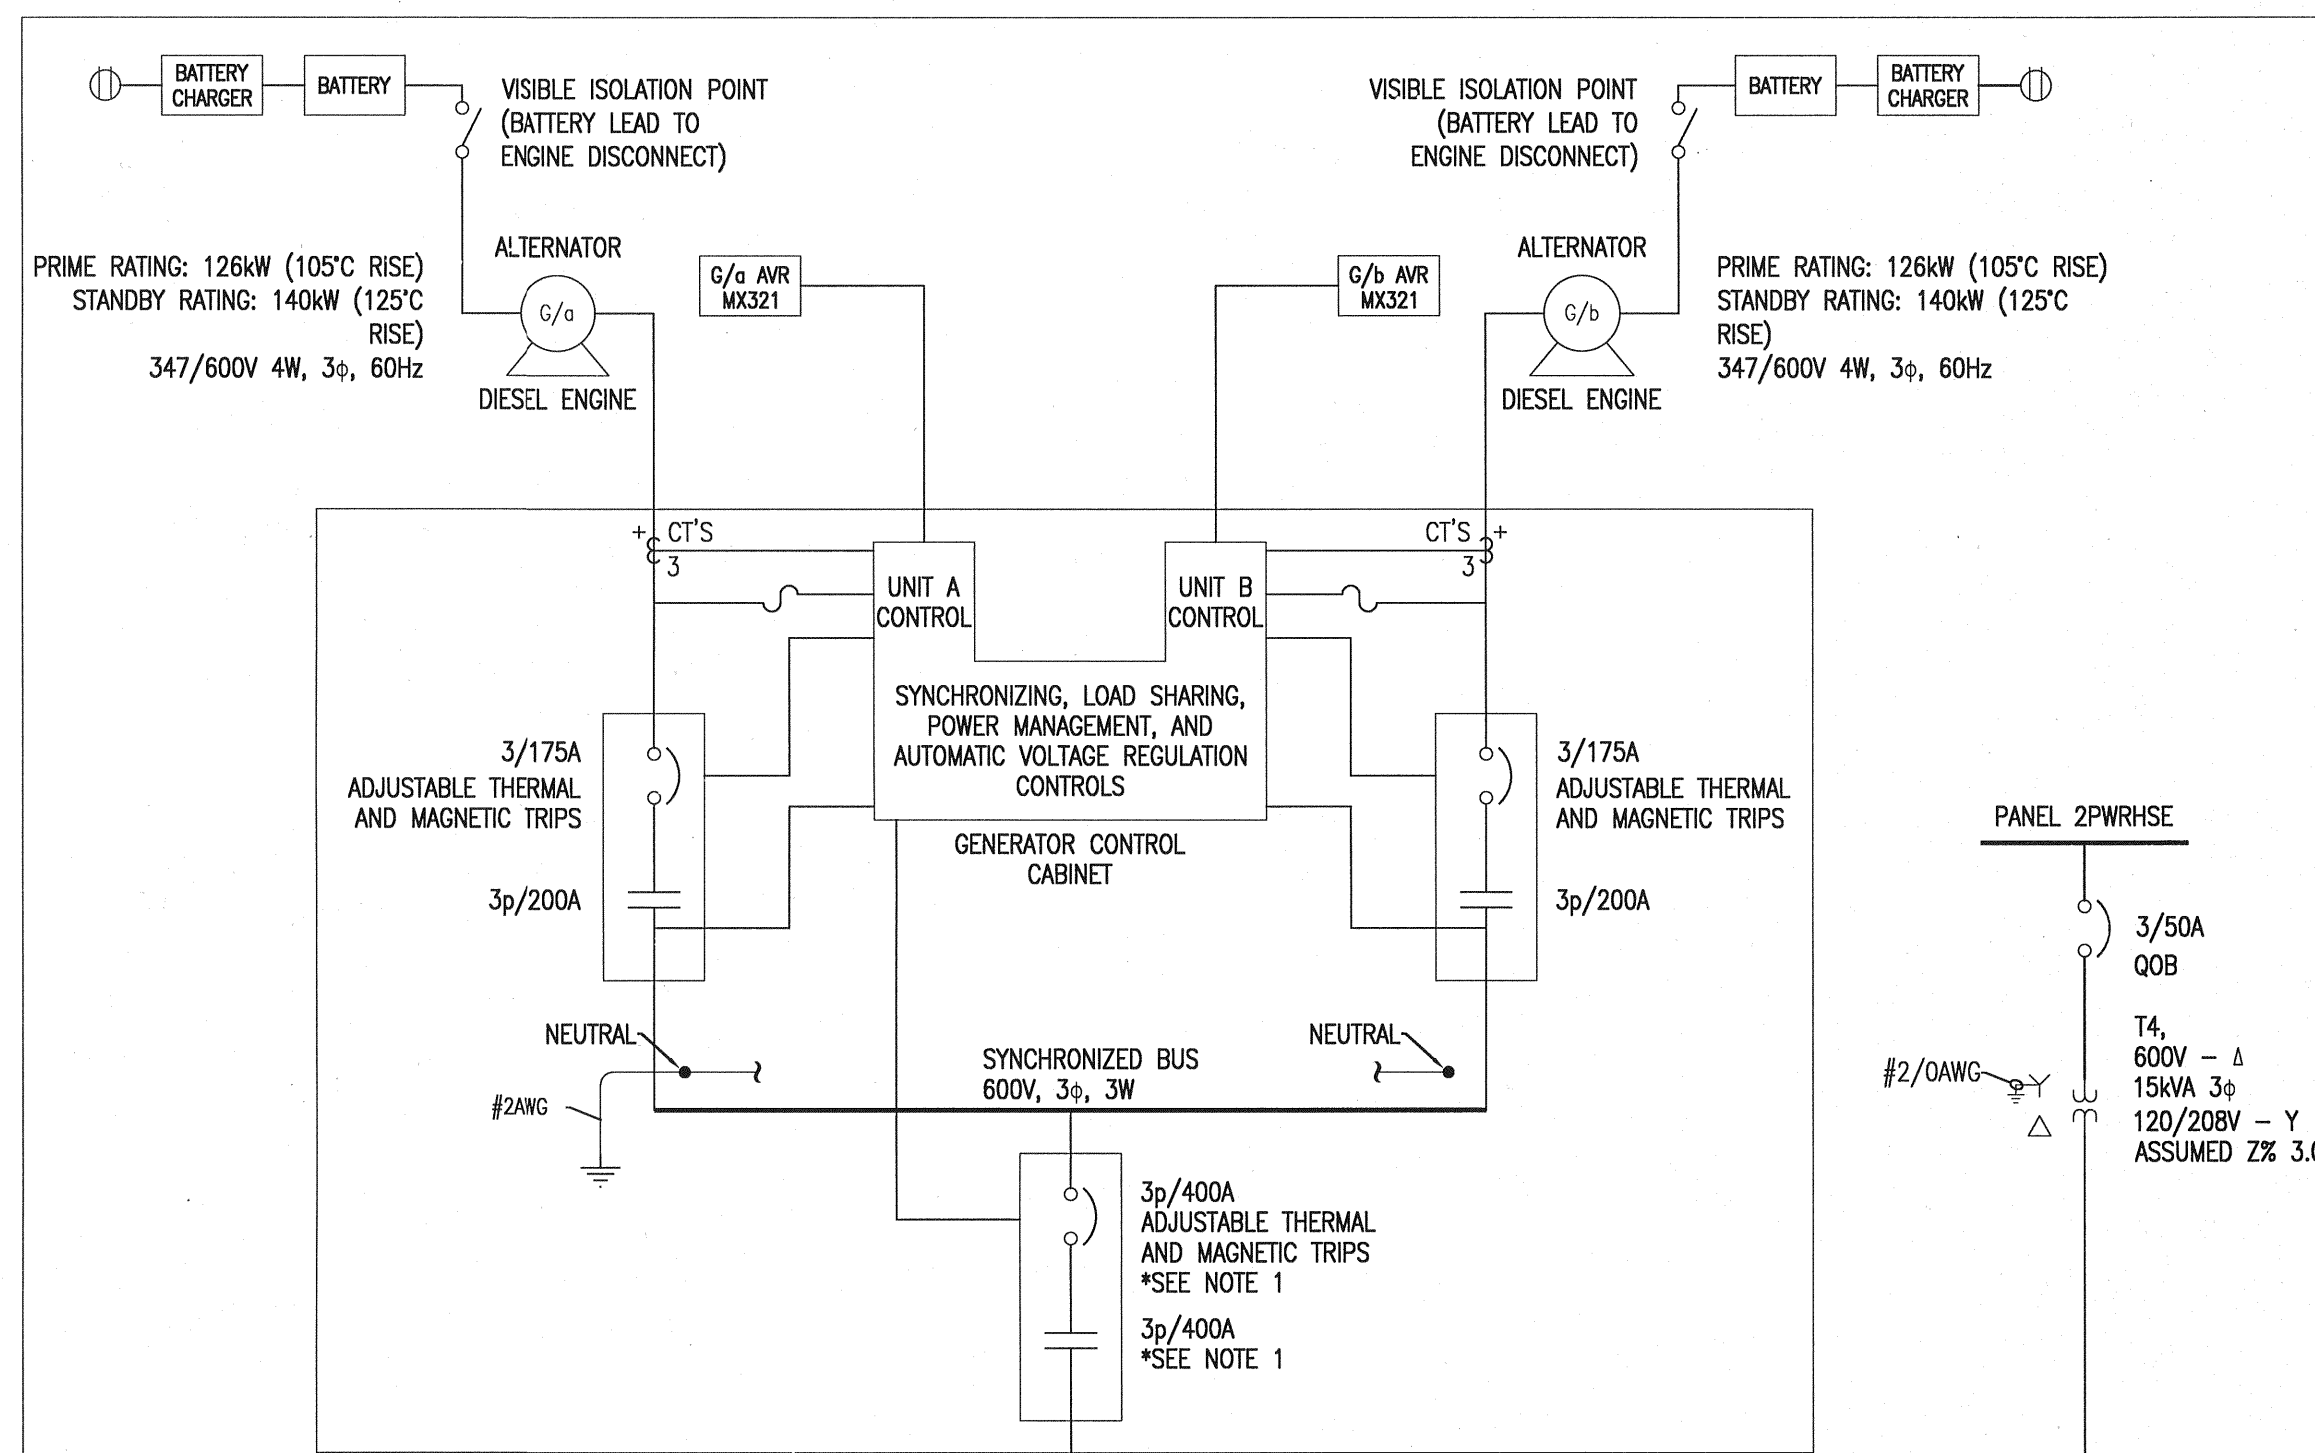 BATTERY
CHARGER
BATTERY
VISIBLE ISOLATION POINT
(BATTERY LEAD TO
ENGINE DISCONNECT)
VISIBLE ISOLATION POINT
(BATTERY LEAD TO
ENGINE DISCONNECT)
BATTERY
BATTERY
CHARGER
PRIME RATING: 126kW (105°C RISE)
STANDBY RATING: 140kW (125°C
RISE)
347/600V 4W, 3ϕ, 60Hz
ALTERNATOR
G/a
DIESEL ENGINE
G/a AVR
MX321
G/b AVR
MX321
ALTERNATOR
G/b
DIESEL ENGINE
PRIME RATING: 126kW (105°C RISE)
STANDBY RATING: 140kW (125°C
RISE)
347/600V 4W, 3ϕ, 60Hz
+ CT'S
3
CT'S +
3
UNIT A
CONTROL
UNIT B
CONTROL
SYNCHRONIZING, LOAD SHARING,
POWER MANAGEMENT, AND
AUTOMATIC VOLTAGE REGULATION
CONTROLS
GENERATOR CONTROL
CABINET
3/175A
ADJUSTABLE THERMAL
AND MAGNETIC TRIPS
3p/200A
3/175A
ADJUSTABLE THERMAL
AND MAGNETIC TRIPS
3p/200A
PANEL 2PWRHSE
3/50A
QOB
T4,
600V – Δ
15kVA 3ϕ
120/208V – Y
ASSUMED Z% 3.
#2/0AWG
NEUTRAL
#2AWG
SYNCHRONIZED BUS
600V, 3ϕ, 3W
NEUTRAL
3p/400A
ADJUSTABLE THERMAL
AND MAGNETIC TRIPS
*SEE NOTE 1
3p/400A
*SEE NOTE 1